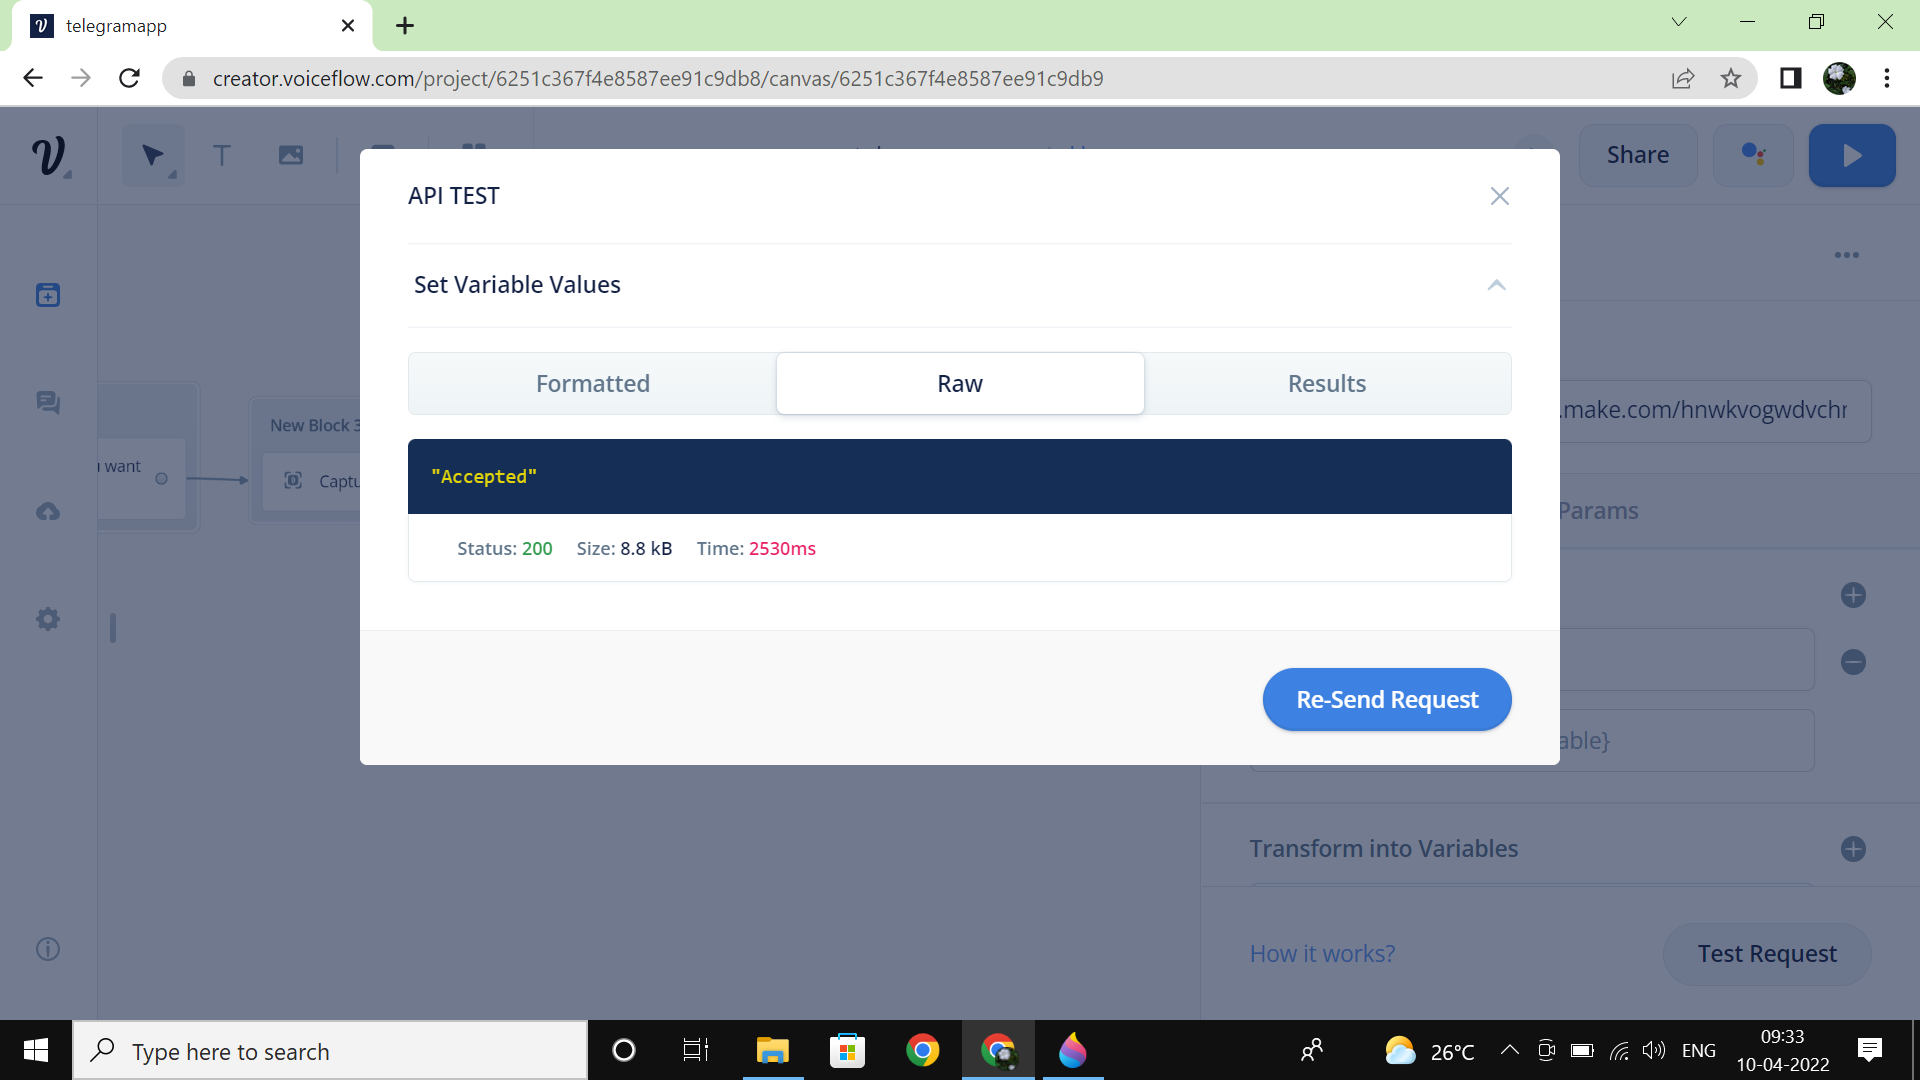 telegramapp
creator.voiceflow.com/project/6251c367f4e8587ee91c9db8/canvas/6251c367f4e8587ee91c9db9
T
Share
API TEST
Set Variable Values
Formatted
Raw
Results
.make.com/hnwkvogwdvchr
New Block 3
want
Captu
"Accepted"
Params
Status: 200 Size: 8.8 kB Time: 2530ms
Re-Send Request
able}
Transform into Variables
How it works?
Test Request
Type here to search
26°C
ENG
09:33
10-04-2022